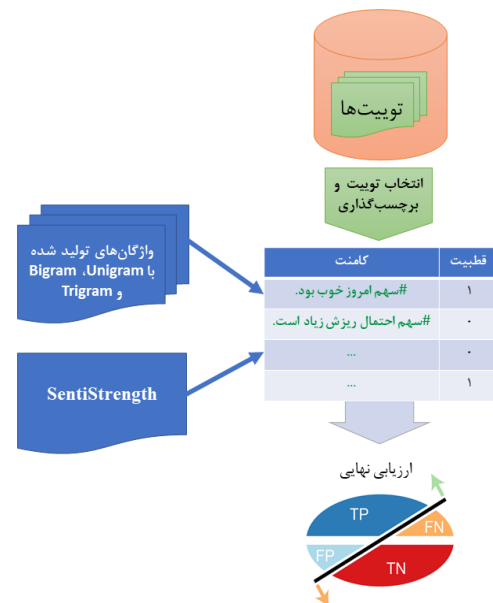 توییت‌ها
انتخاب توییت و
برچسب‌گذاری
واژگان‌های تولید شده
با Unigram، Bigram
و Trigram
SentiStrength
قطبیت
کامنت
۱
#سهم امروز خوب بود.
۰
#سهم احتمال ریزش زیاد است.
۰
...
۱
...
ارزیابی نهایی
TP
FN
FP
TN